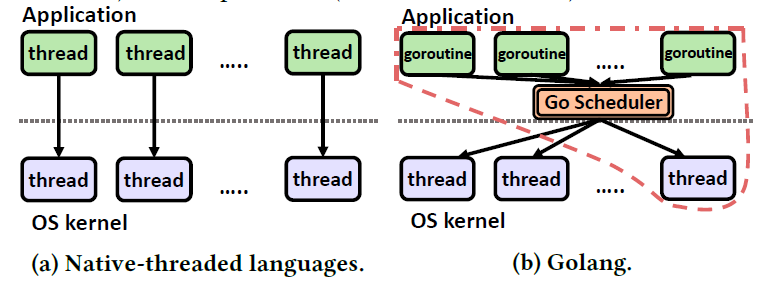 Application
thread thread ..... thread
thread thread ..... thread
OS kernel
(a) Native-threaded languages.
Application
goroutine goroutine ..... goroutine
Go Scheduler
thread thread ..... thread
OS kernel
(b) Golang.